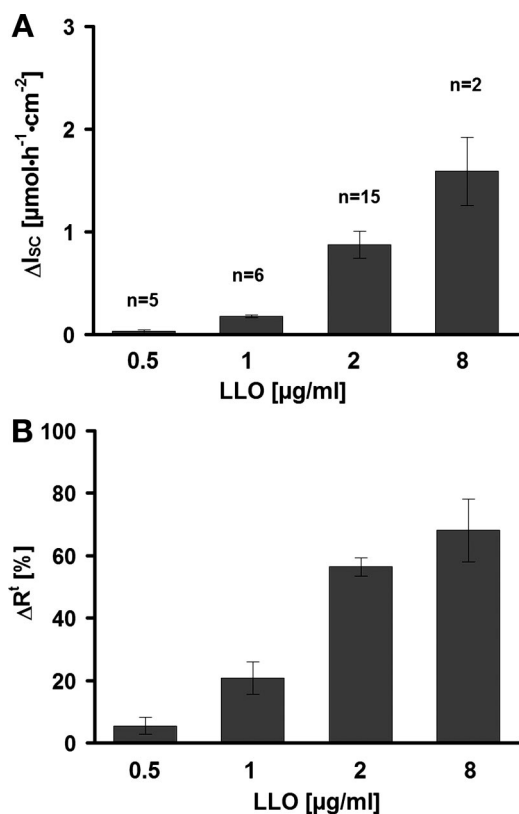 A
3
2
1
0
ΔISC [µmol•h-1•cm-2]
n=5
n=6
n=15
n=2
0.5 1 2 8
LLO [µg/ml]
B
100
80
60
40
20
0
ΔRt [%]
0.5 1 2 8
LLO [µg/ml]